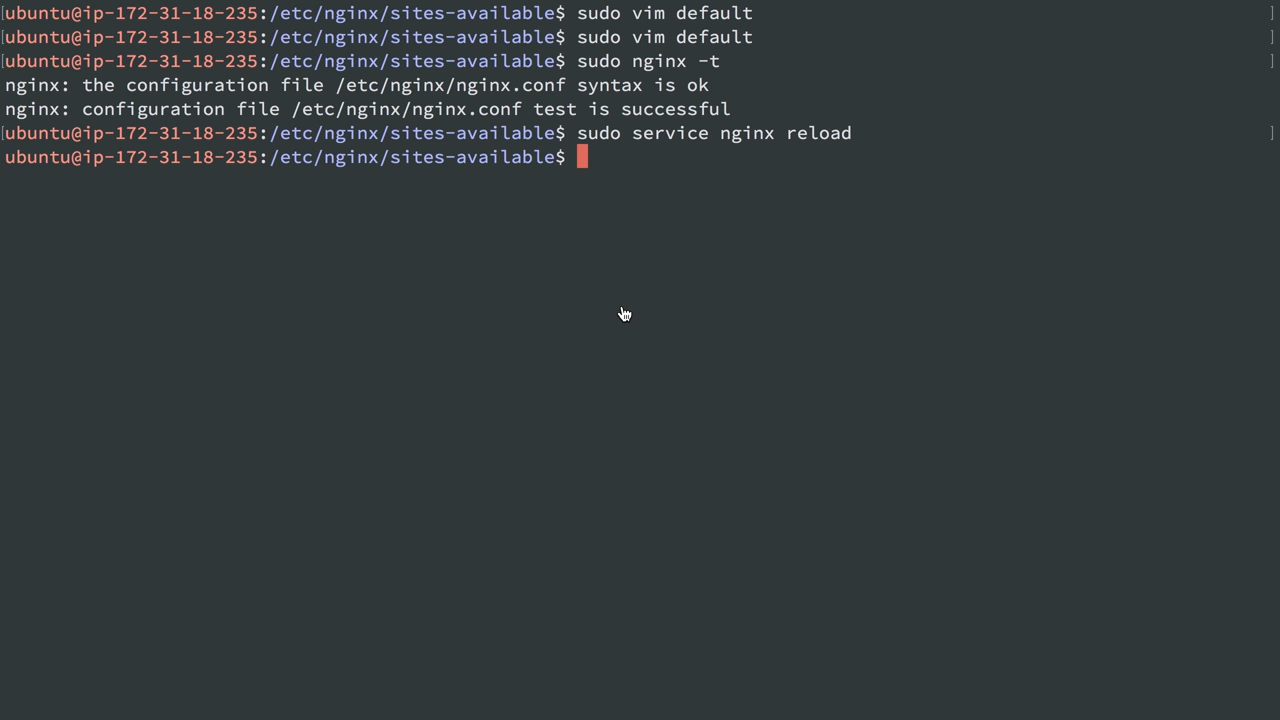 [ubuntu@ip-172-31-18-235:/etc/nginx/sites-available$ sudo vim default ]
[ubuntu@ip-172-31-18-235:/etc/nginx/sites-available$ sudo vim default ]
[ubuntu@ip-172-31-18-235:/etc/nginx/sites-available$ sudo nginx -t ]
nginx: the configuration file /etc/nginx/nginx.conf syntax is ok
nginx: configuration file /etc/nginx/nginx.conf test is successful
[ubuntu@ip-172-31-18-235:/etc/nginx/sites-available$ sudo service nginx reload ]
ubuntu@ip-172-31-18-235:/etc/nginx/sites-available$